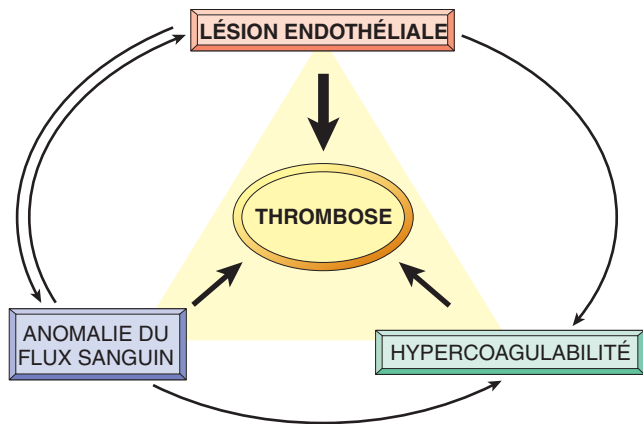 LÉSION ENDOTHÉLIALE
THROMBOSE
ANOMALIE DU
FLUX SANGUIN
HYPERCOAGULABILITÉ